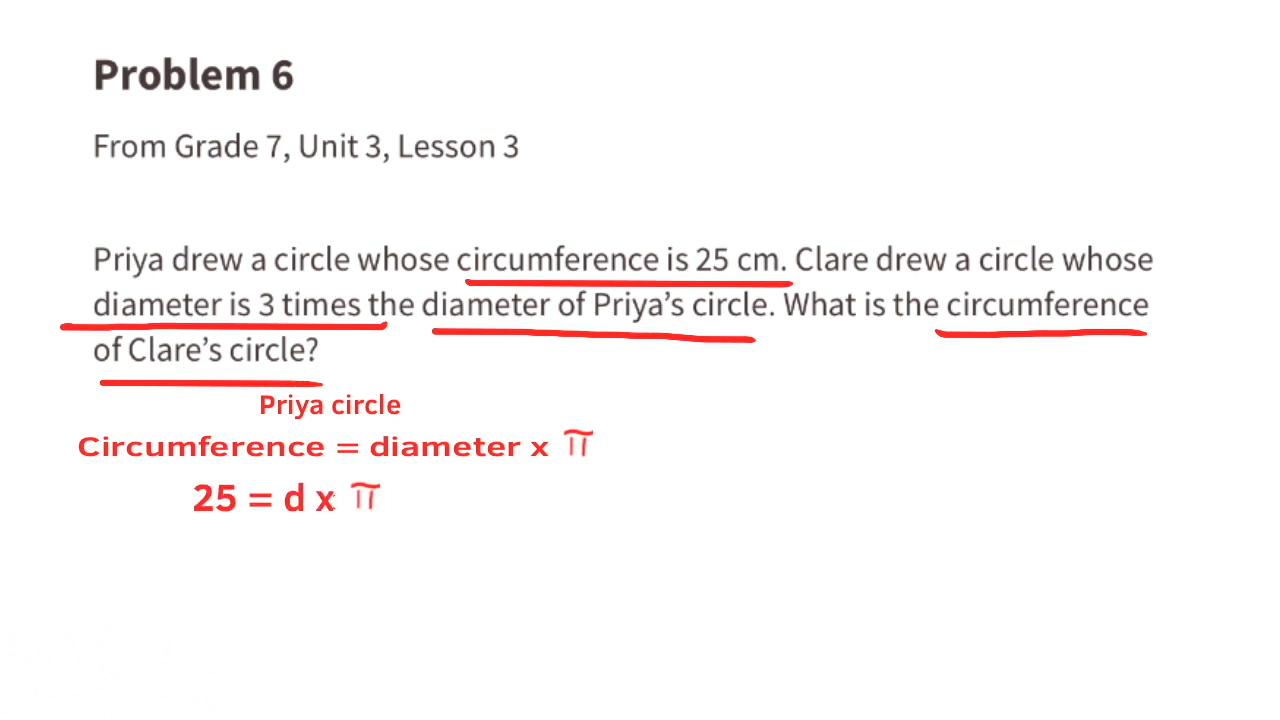 Problem 6
From Grade 7, Unit 3, Lesson 3
Priya drew a circle whose circumference is 25 cm. Clare drew a circle whose
diameter is 3 times the diameter of Priya’s circle. What is the circumference
of Clare’s circle?
Priya circle
Circumference = diameter x π
25 = d x π